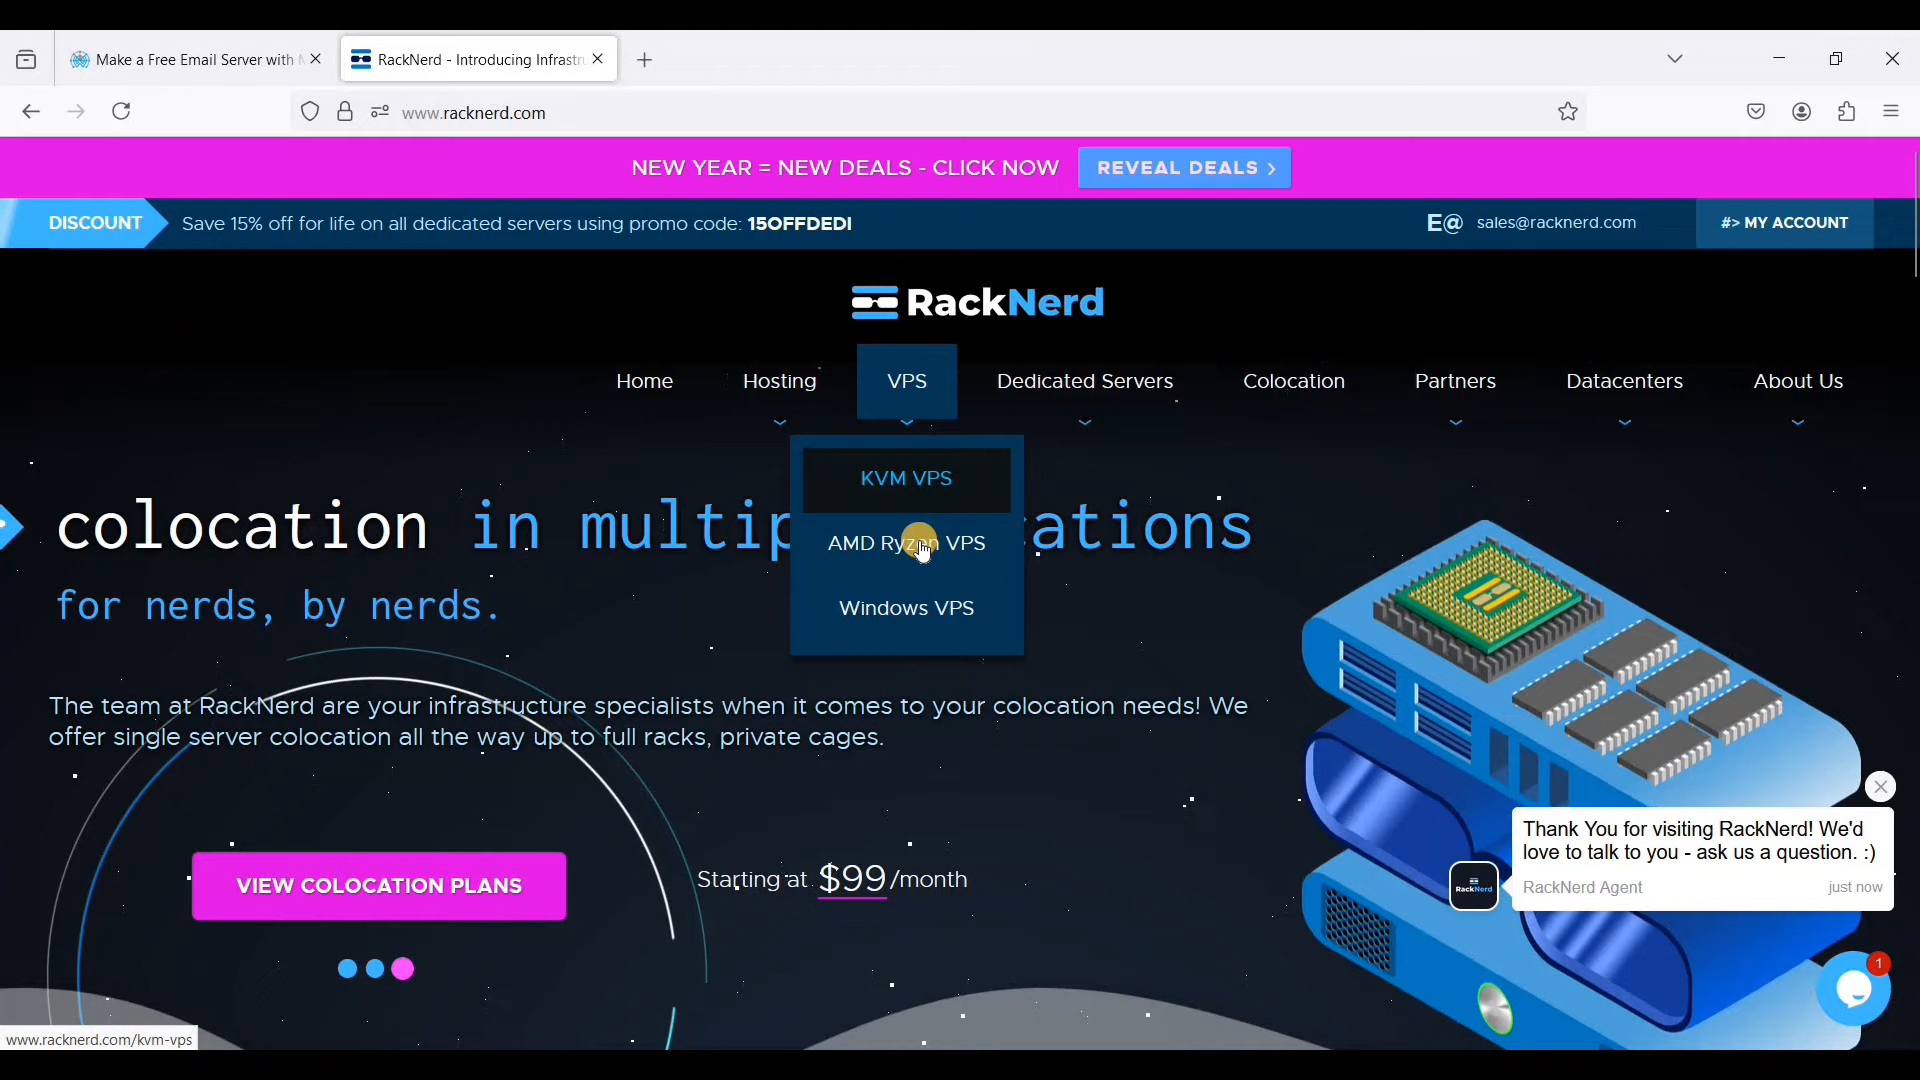 Make a Free Email Server with
RackNerd - Introducing Infrastru
www.racknerd.com
NEW YEAR = NEW DEALS - CLICK NOW
REVEAL DEALS >
DISCOUNT
Save 15% off for life on all dedicated servers using promo code: 15OFFDEDI
E@ sales@racknerd.com
#> MY ACCOUNT
RackNerd
Home
Hosting
VPS
Dedicated Servers
Colocation
Partners
Datacenters
About Us
KVM VPS
AMD Ryzen VPS
Windows VPS
colocation in multip cations
for nerds, by nerds.
The team at RackNerd are your infrastructure specialists when it comes to your colocation needs! We
offer single server colocation all the way up to full racks, private cages.
VIEW COLOCATION PLANS
Starting at $99/month
Thank You for visiting RackNerd! We'd
love to talk to you - ask us a question. :)
RackNerd
RackNerd Agent
just now
1
www.racknerd.com/kvm-vps